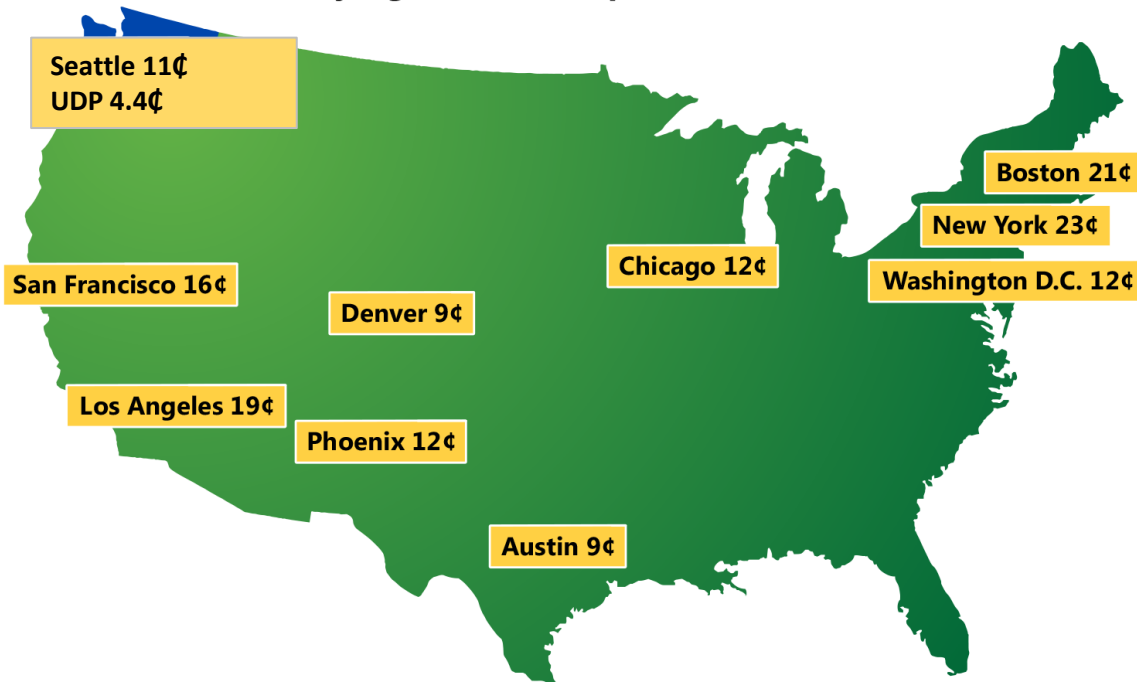 Seattle 11₵
UDP 4.4₵
Boston 21¢
New York 23¢
Chicago 12¢
Washington D.C. 12¢
San Francisco 16¢
Denver 9¢
Los Angeles 19¢
Phoenix 12¢
Austin 9¢